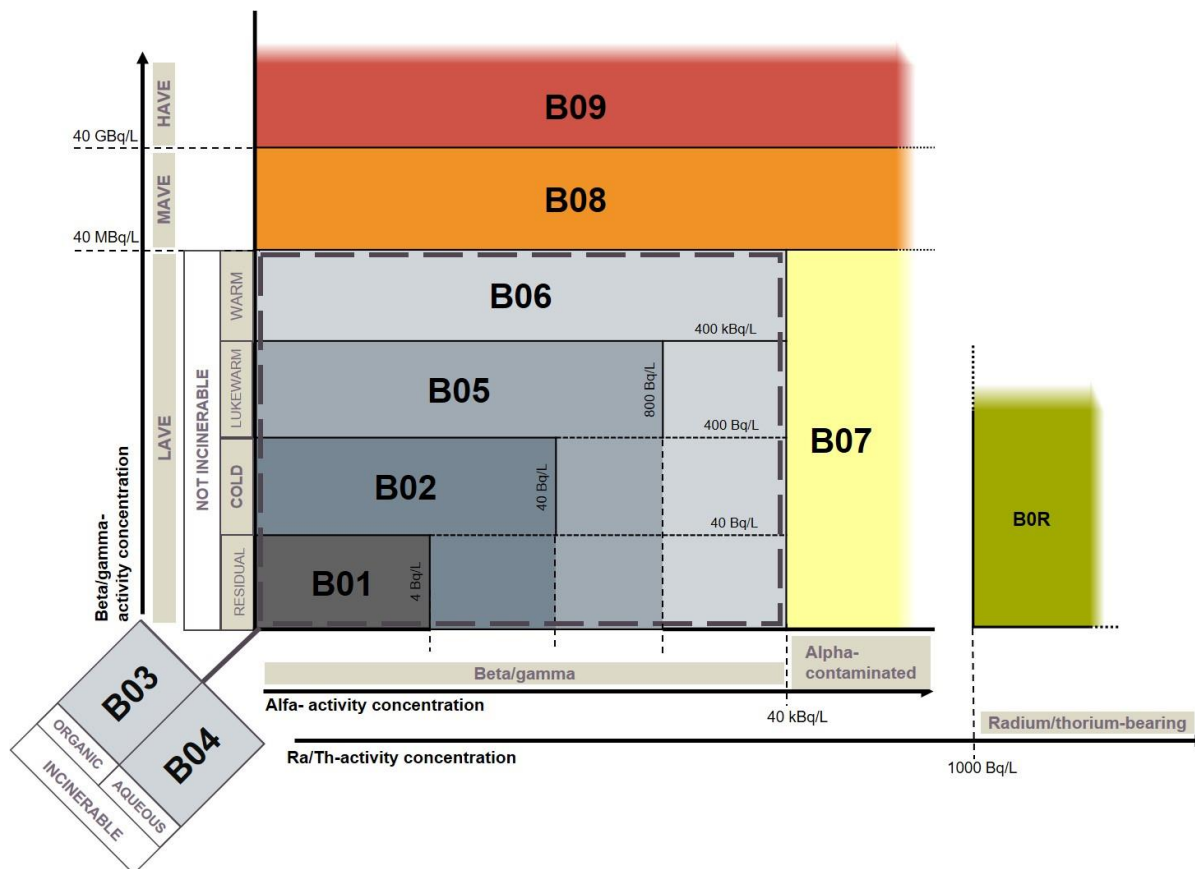 HAVE
B09
40 GBq/L
MAVE
B08
40 MBq/L
LAVE
NOT INCINERABLE
WARM
B06
400 kBq/L
LUKEWARM
B05
800 Bq/L
400 Bq/L
B07
COLD
B02
40 Bq/L
40 Bq/L
B0R
RESIDUAL
B01
4 Bq/L
Beta/gamma-
activity concentration
B03
B04
ORGANIC
AQUEOUS
INCINERABLE
Beta/gamma
Alpha-
contaminated
Alfa- activity concentration
40 kBq/L
Radium/thorium-bearing
Ra/Th-activity concentration
1000 Bq/L